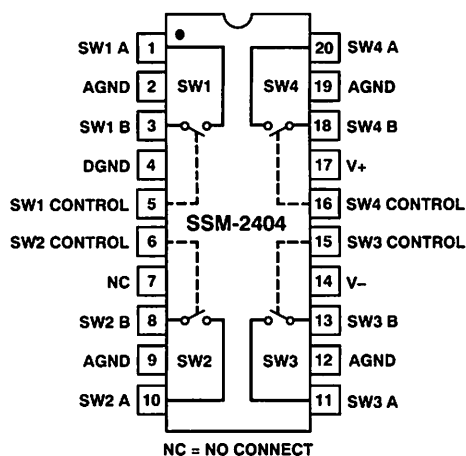 SW1 A 1 20 SW4 A
AGND 2 SW1 SW4 19 AGND
SW1 B 3 18 SW4 B
DGND 4 17 V+
SW1 CONTROL 5 16 SW4 CONTROL
SSM-2404
SW2 CONTROL 6 15 SW3 CONTROL
NC 7 14 V–
SW2 B 8 13 SW3 B
AGND 9 SW2 SW3 12 AGND
SW2 A 10 11 SW3 A
NC = NO CONNECT